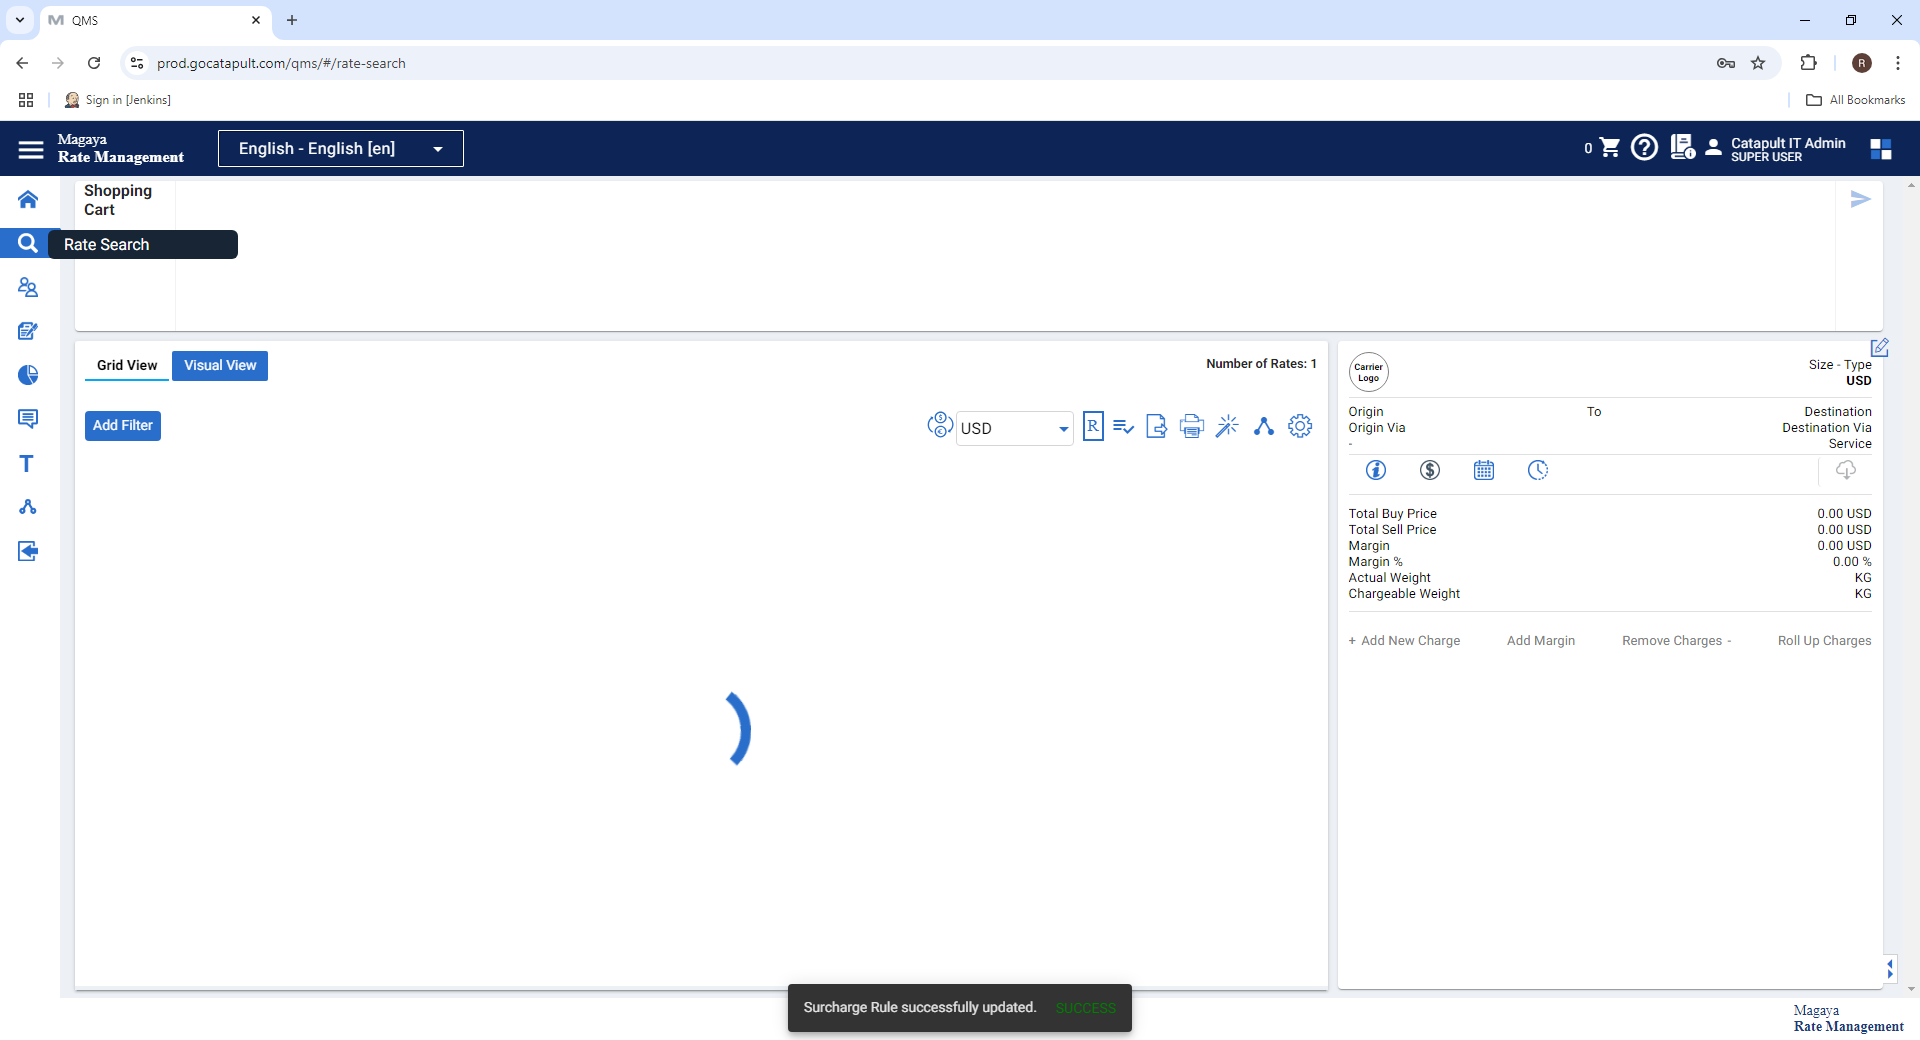 QMS
prod.gocatapult.com/qms/#/rate-search
R
Sign in [Jenkins]
All Bookmarks
Magaya
Rate Management
English - English [en]
0
Catapult IT Admin
SUPER USER
Shopping
Cart
Rate Search
Grid View
Visual View
Number of Rates: 1
Add Filter
USD
R
Carrier
Logo
Size - Type
USD
Origin
To
Destination
Origin Via
Destination Via
-
Service
Total Buy Price
0.00 USD
Total Sell Price
0.00 USD
Margin
0.00 USD
Margin %
0.00 %
Actual Weight
KG
Chargeable Weight
KG
+ Add New Charge
Add Margin
Remove Charges -
Roll Up Charges
T
Surcharge Rule successfully updated.
SUCCESS
Magaya
Rate Management